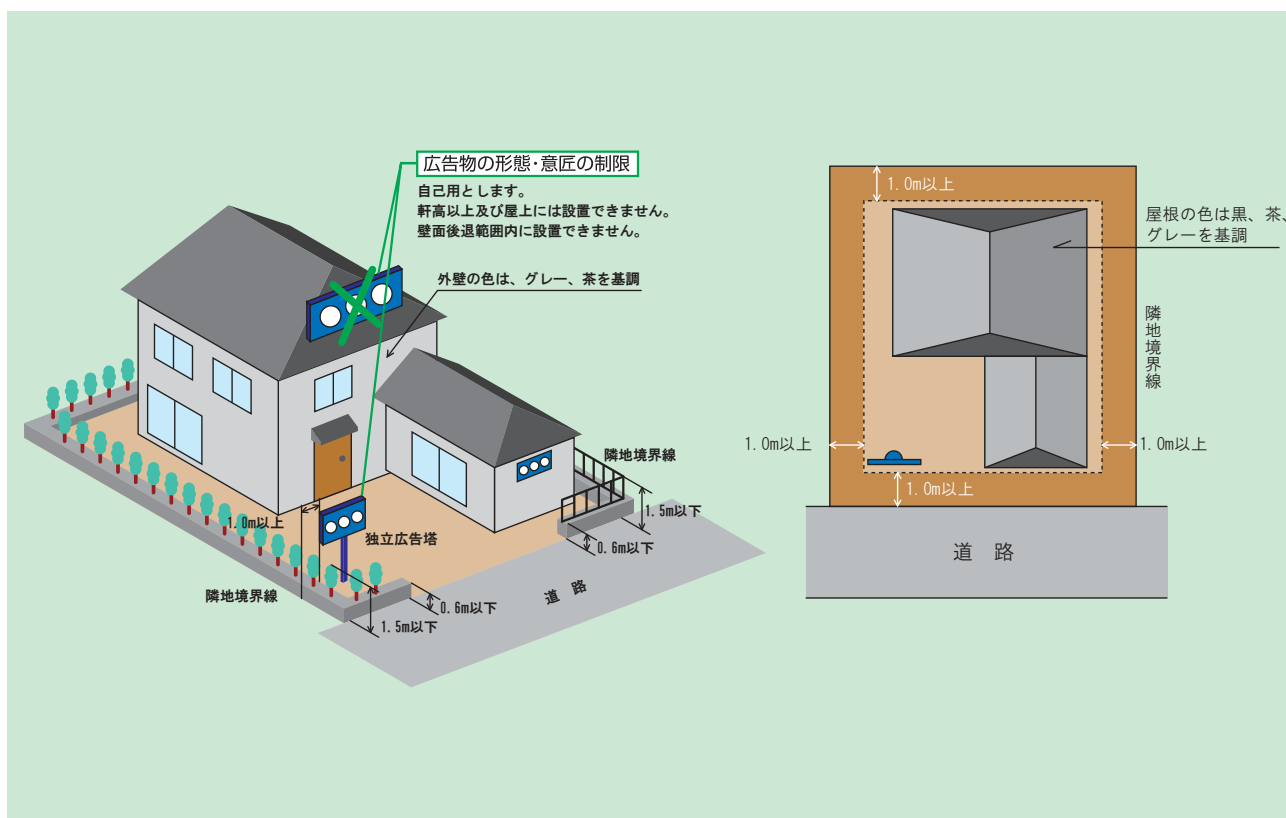 広告物の形態・意匠の制限
自己用とします。
軒高以上及び屋上には設置できません。
壁面後退範囲内に設置できません。
外壁の色は、グレー、茶を基調
隣地境界線
1.5m以下
0.6m以下
1.0m以上
独立広告塔
隣地境界線
0.6m以下
1.5m以下
道 路
1.0m以上
屋根の色は黒、茶、
グレーを基調
隣地境界線
1.0m以上
1.0m以上
1.0m以上
道 路